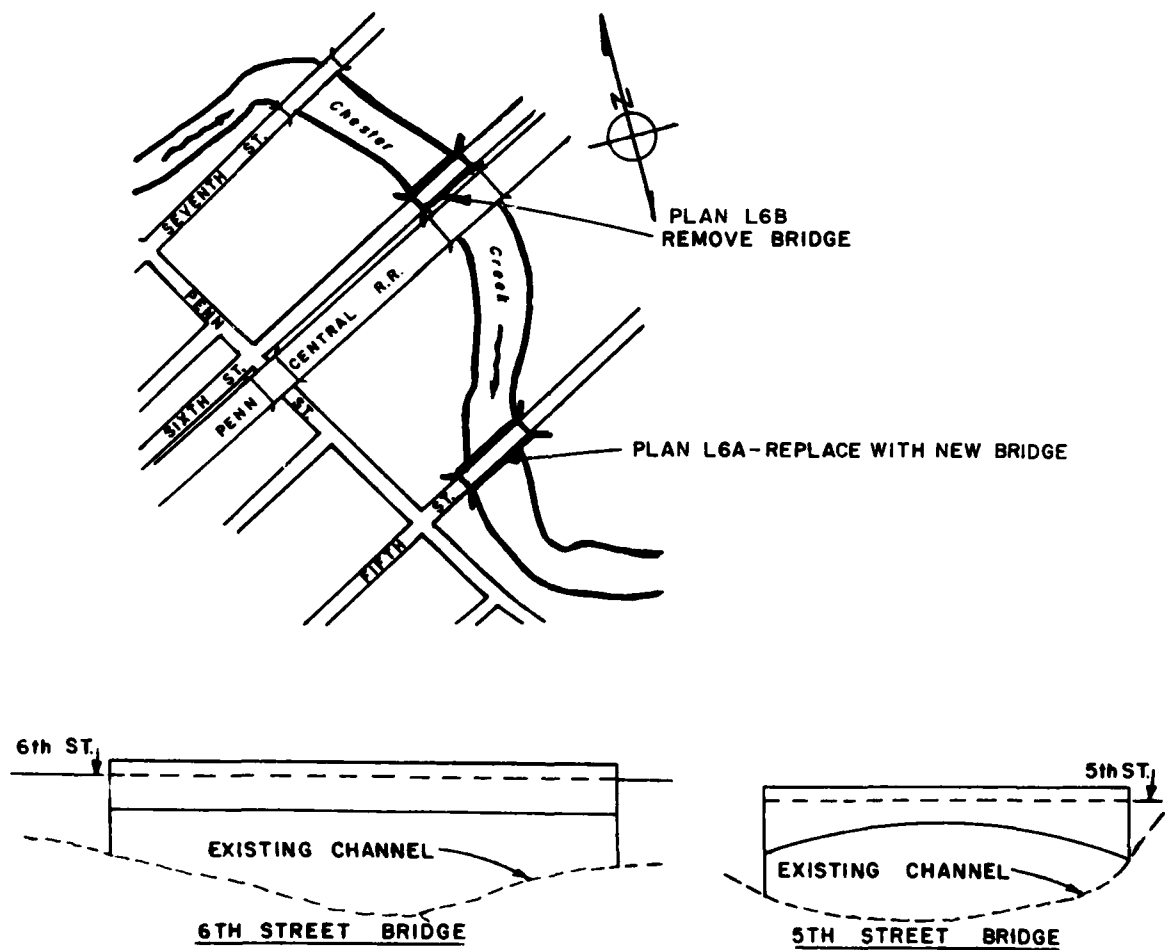 Chester
N
SEVENTH ST.
PLAN L6B
REMOVE BRIDGE
Creek
PENN
CENTRAL R.R.
SIXTH ST.
PENN
ST.
PLAN L6A-REPLACE WITH NEW BRIDGE
FIFTH ST.
6th ST.
5th ST.
EXISTING CHANNEL
EXISTING CHANNEL
6TH STREET BRIDGE
5TH STREET BRIDGE